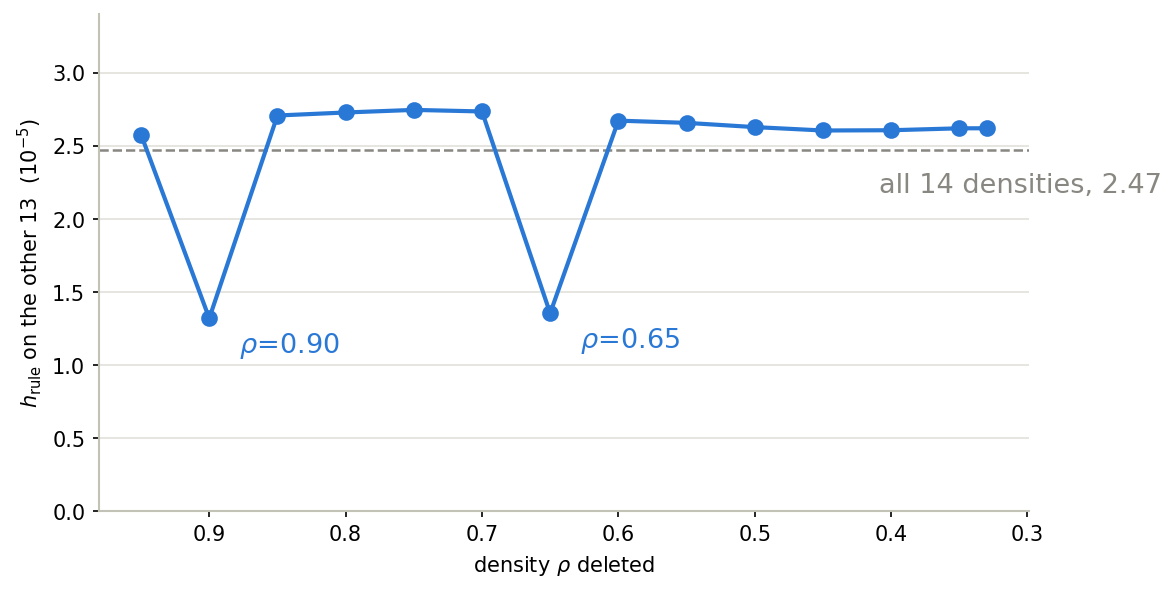 3.0
2.5
2.0
1.5
1.0
0.5
0.0
h_rule on the other 13 (10⁻⁵)
all 14 densities, 2.47
ρ=0.90
ρ=0.65
0.9 0.8 0.7 0.6 0.5 0.4 0.3
density ρ deleted